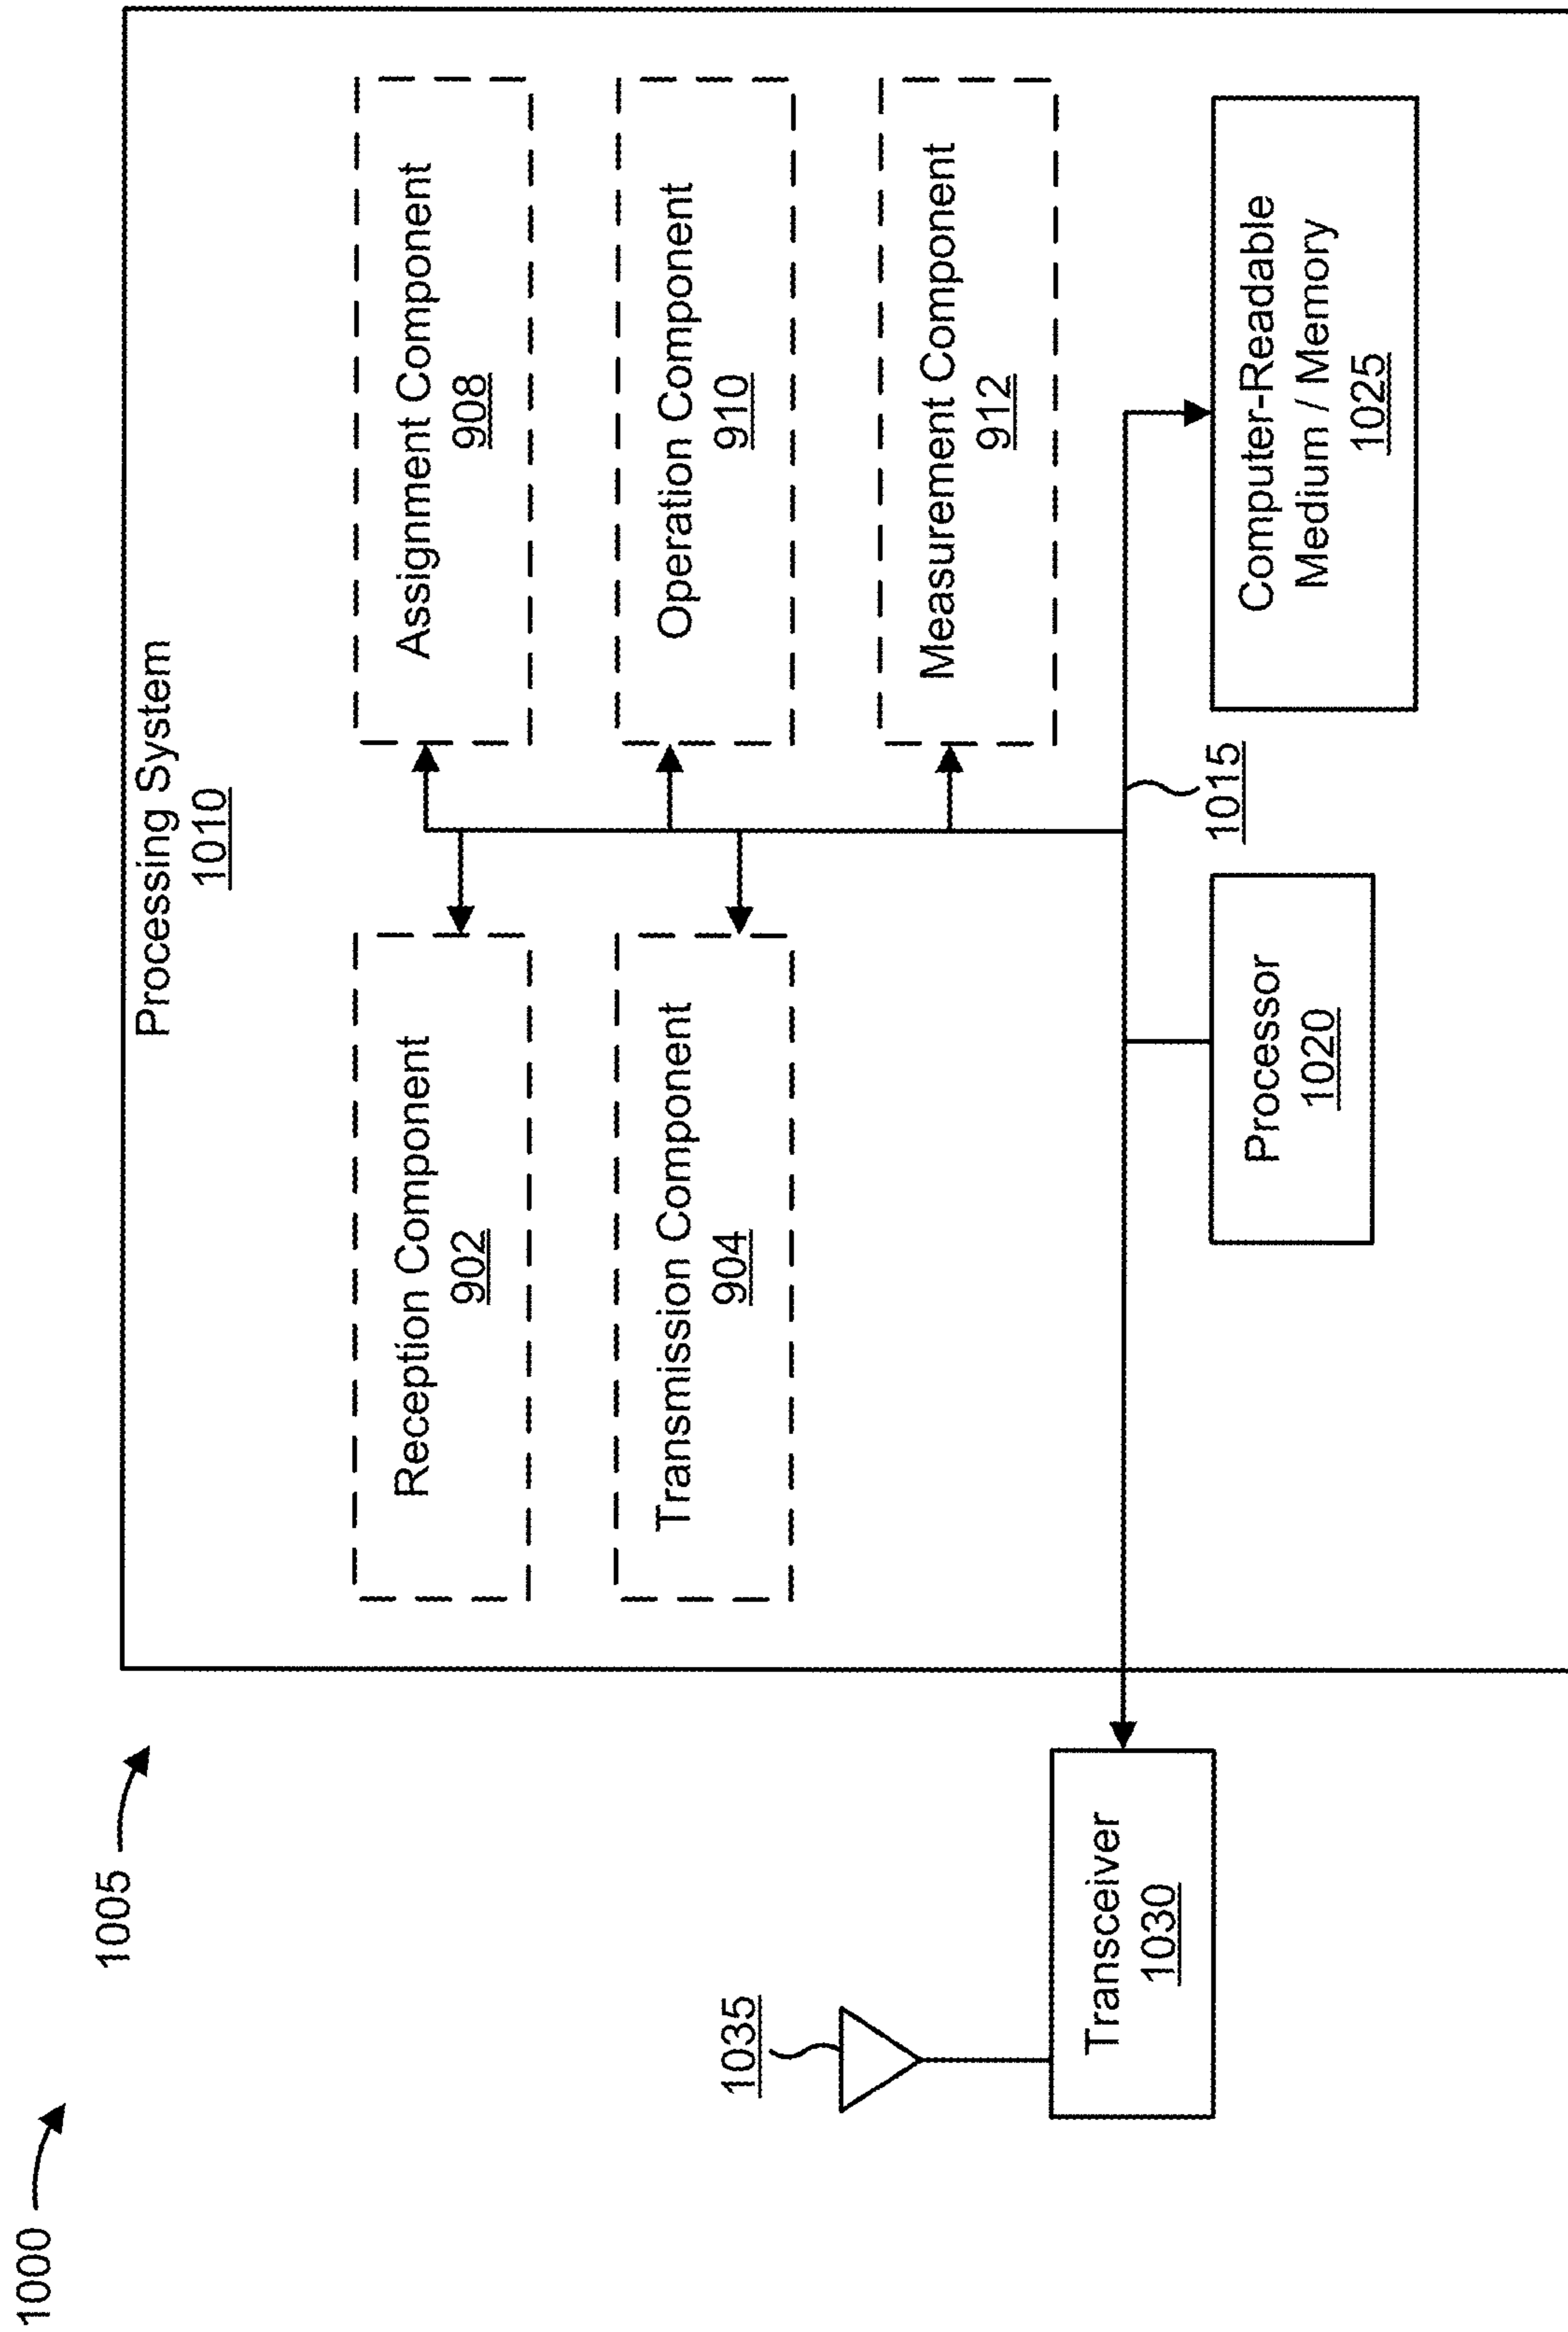 1000
1005
Processing System
1010
Reception Component
902
Assignment Component
908
Transmission Component
904
Operation Component
910
Measurement Component
912
1035
1015
Transceiver
1030
Processor
1020
Computer-Readable
Medium / Memory
1025